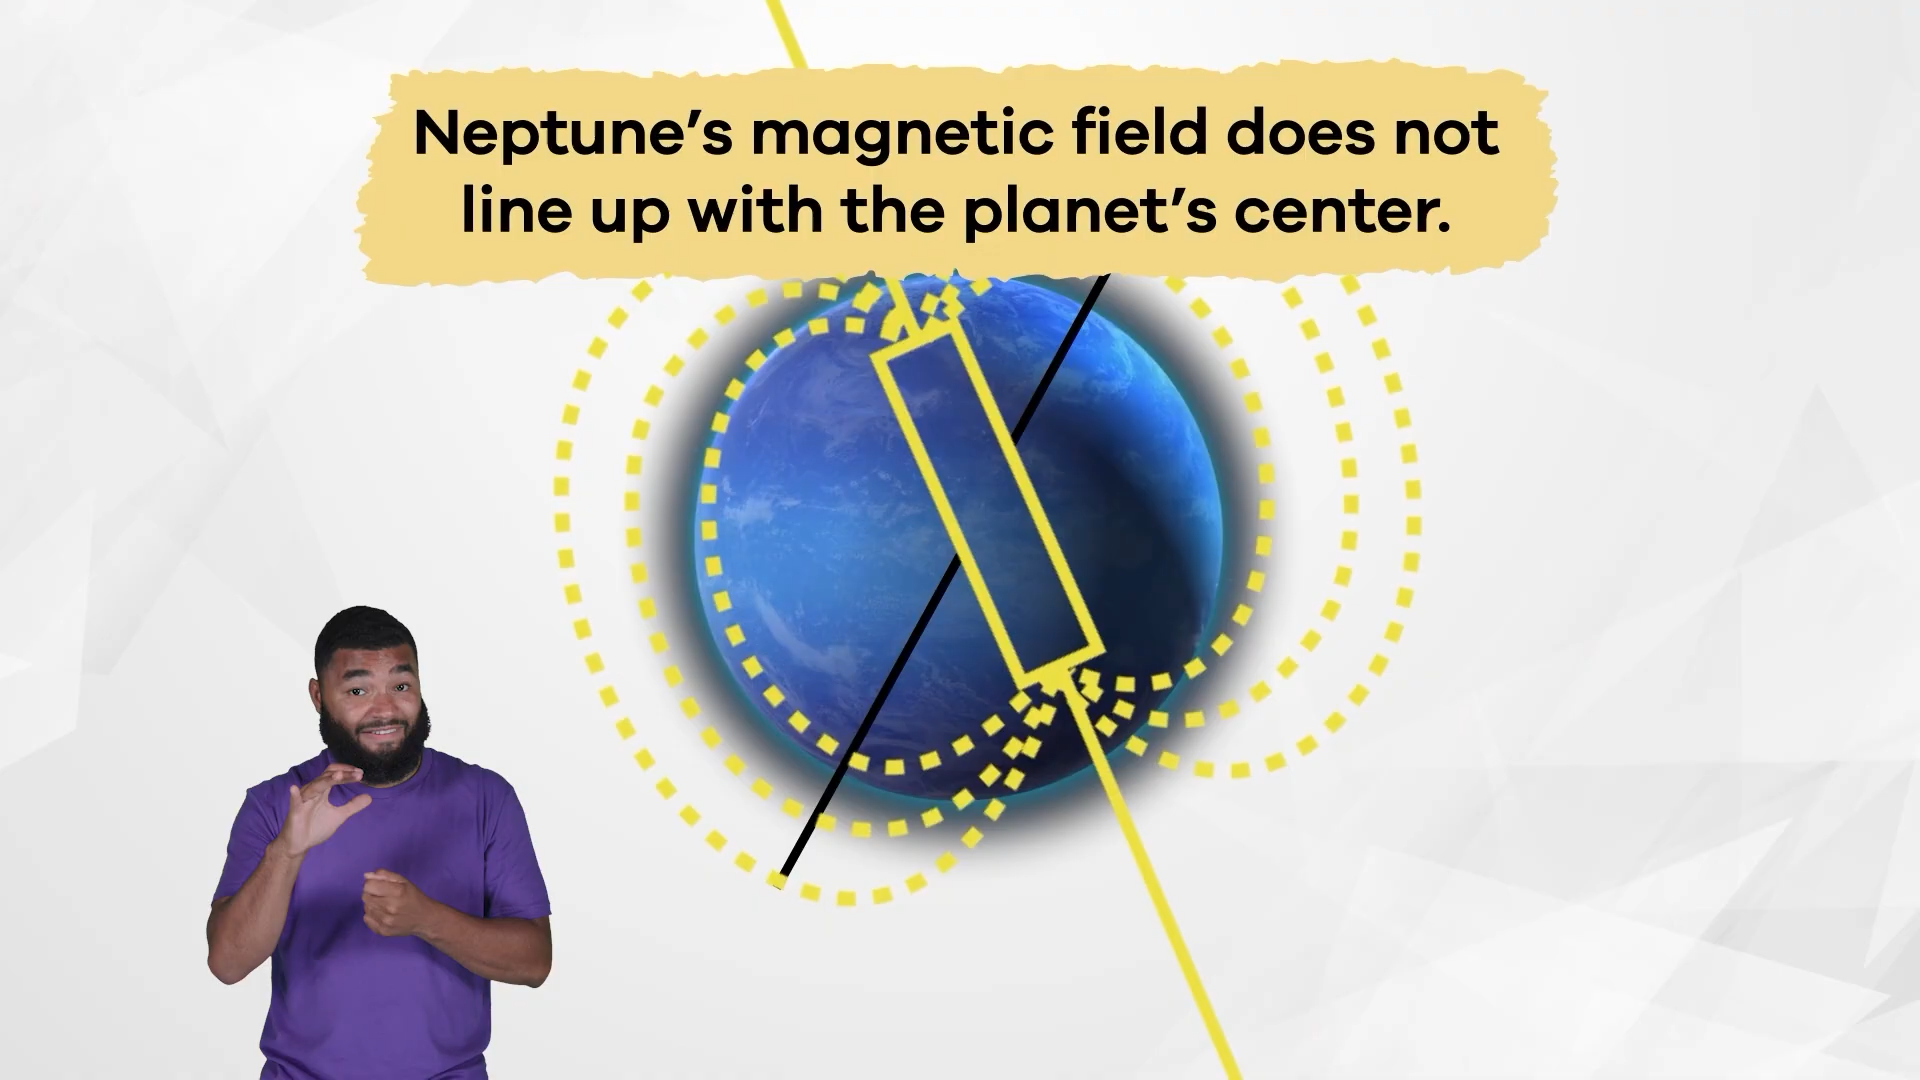 Neptune’s magnetic field does not
line up with the planet’s center.